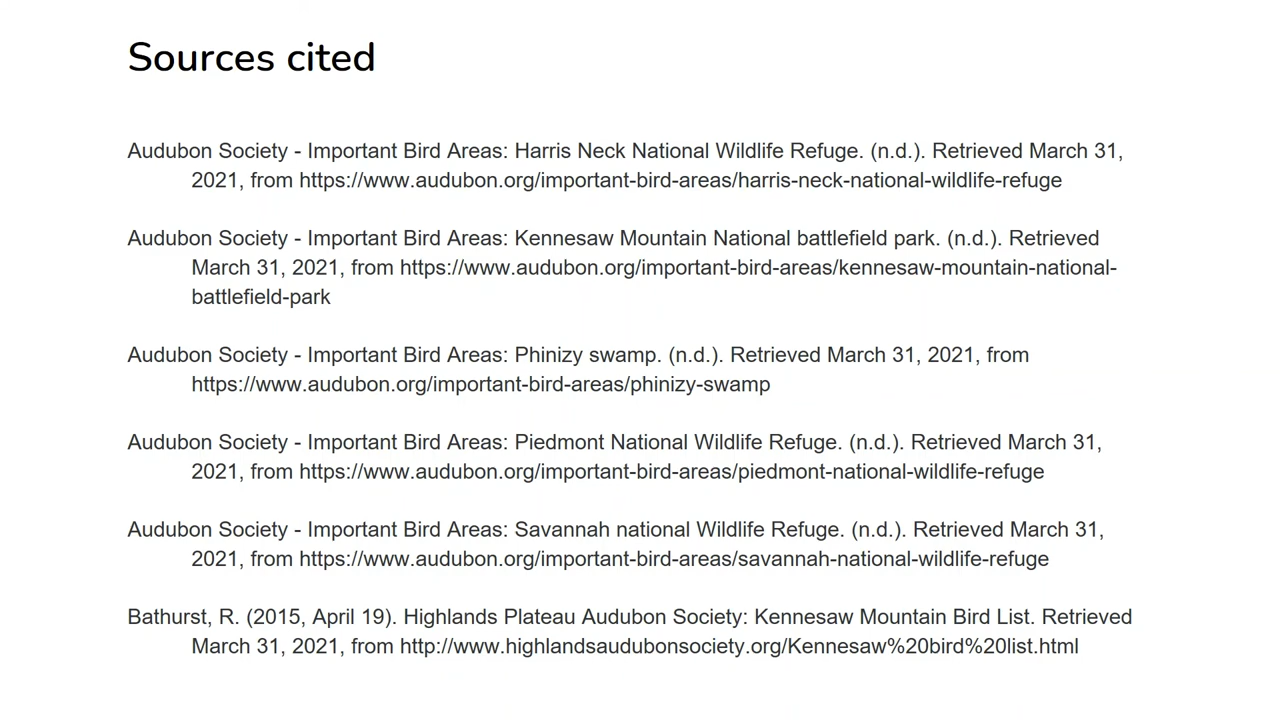 Sources cited
Audubon Society - Important Bird Areas: Harris Neck National Wildlife Refuge. (n.d.). Retrieved March 31,
2021, from https://www.audubon.org/important-bird-areas/harris-neck-national-wildlife-refuge
Audubon Society - Important Bird Areas: Kennesaw Mountain National battlefield park. (n.d.). Retrieved
March 31, 2021, from https://www.audubon.org/important-bird-areas/kennesaw-mountain-national-
battlefield-park
Audubon Society - Important Bird Areas: Phinizy swamp. (n.d.). Retrieved March 31, 2021, from
https://www.audubon.org/important-bird-areas/phinizy-swamp
Audubon Society - Important Bird Areas: Piedmont National Wildlife Refuge. (n.d.). Retrieved March 31,
2021, from https://www.audubon.org/important-bird-areas/piedmont-national-wildlife-refuge
Audubon Society - Important Bird Areas: Savannah national Wildlife Refuge. (n.d.). Retrieved March 31,
2021, from https://www.audubon.org/important-bird-areas/savannah-national-wildlife-refuge
Bathurst, R. (2015, April 19). Highlands Plateau Audubon Society: Kennesaw Mountain Bird List. Retrieved
March 31, 2021, from http://www.highlandsaudubonsociety.org/Kennesaw%20bird%20list.html